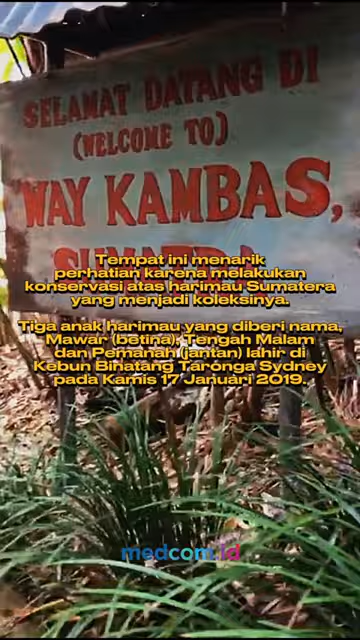 SELAMAT DATANG DI
(WELCOME TO)
WAY KAMBAS,
SUMATRA
Tempat ini menarik
perhatian karena melakukan
konservasi atas harimau Sumatera
yang menjadi koleksinya.
Tiga anak harimau yang diberi nama,
Mawar (betina), Tengah Malam
dan Pemanah (jantan) lahir di
Kebun Binatang Taronga Sydney
pada Kamis 17 Januari 2019.
medcom.id